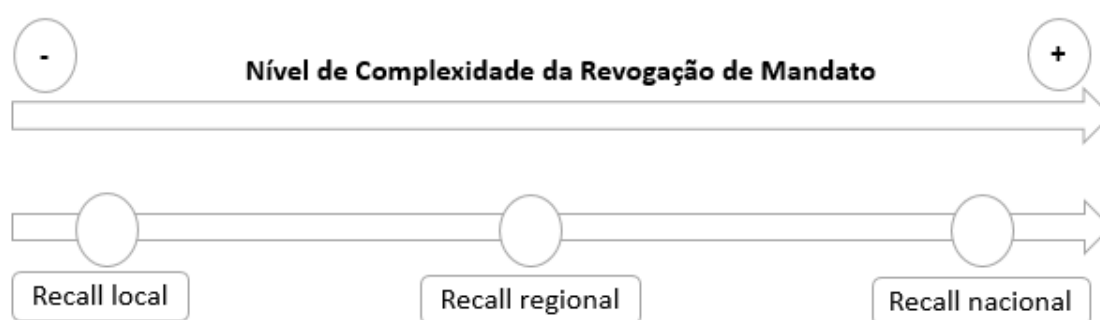 -
+
Nível de Complexidade da Revogação de Mandato
Recall local
Recall regional
Recall nacional